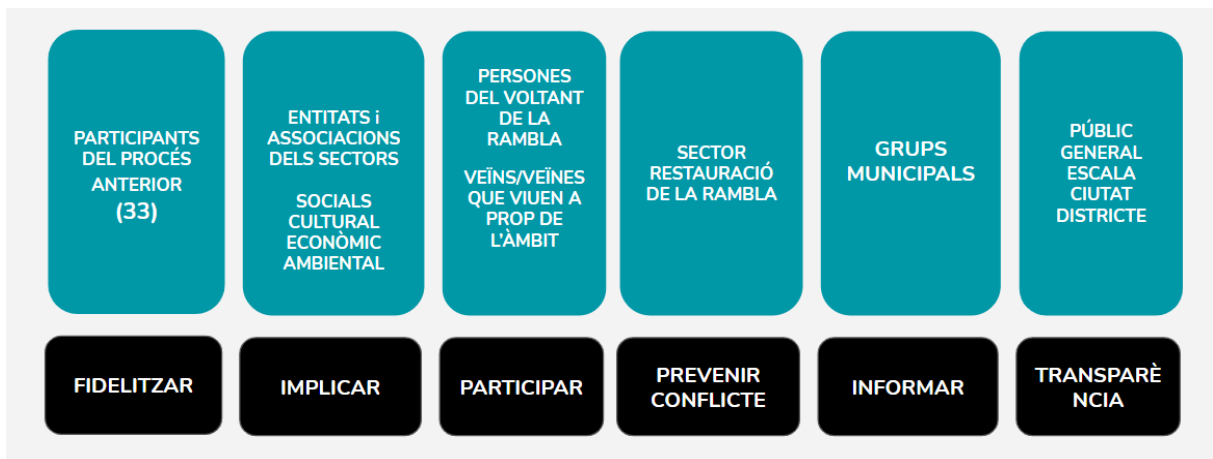 PARTICIPANTS
DEL PROCÉS
ANTERIOR
(33)
ENTITATS i
ASSOCIACIONS
DELS SECTORS
SOCIALS
CULTURAL
ECONÒMIC
AMBIENTAL
PERSONES
DEL VOLTANT
DE LA
RAMBLA
VEÏNS/VEÏNES
QUE VIUEN A
PROP DE
L'ÀMBIT
SECTOR
RESTAURACIÓ
DE LA RAMBLA
GRUPS
MUNICIPALS
PÚBLIC
GENERAL
ESCALA
CIUTAT
DISTRICTE
FIDELITZAR
IMPLICAR
PARTICIPAR
PREVENIR
CONFLICTE
INFORMAR
TRANSPARÈ
NCIA